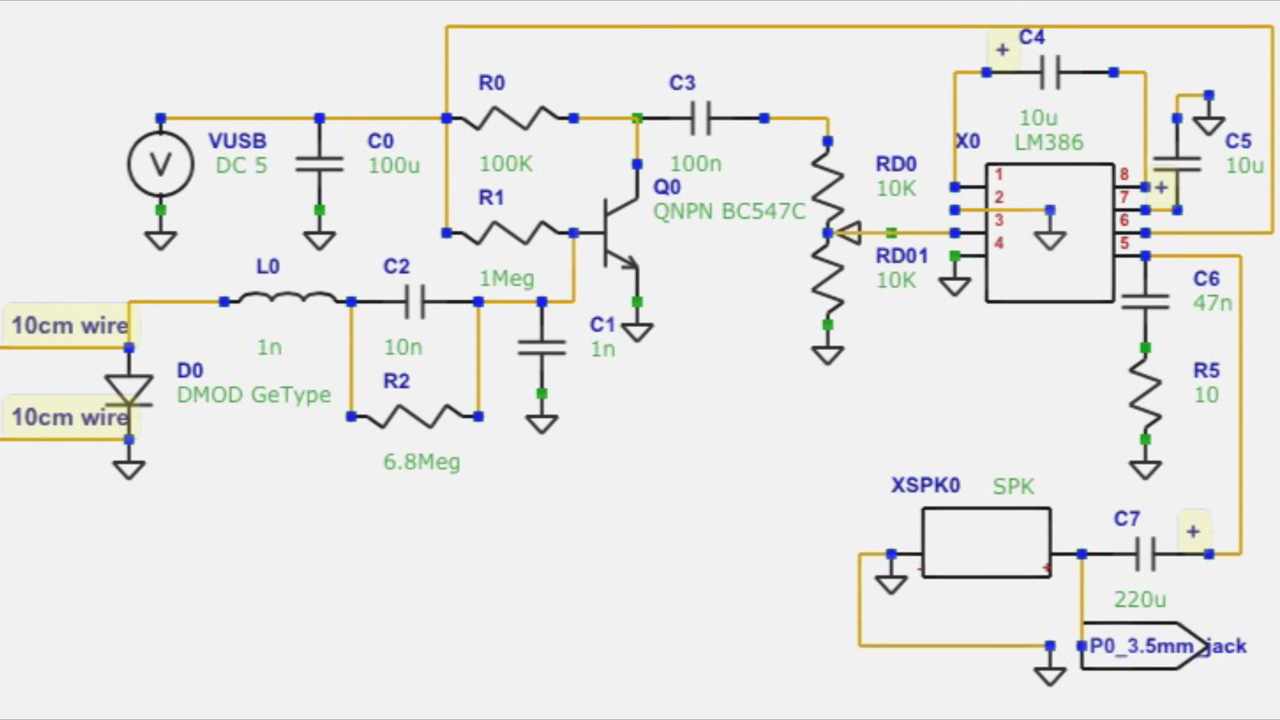 +
C4
10u
X0
LM386
R0
100K
C3
100n
VUSB
DC 5
C0
100u
R1
1Meg
Q0
QNPN BC547C
RD0
10K
RD01
10K
1
2
3
4
8
7
6
5
+
C5
10u
L0
1n
C2
10n
C1
1n
R2
6.8Meg
10cm wire
10cm wire
D0
DMOD GeType
C6
47n
R5
10
XSPK0
SPK
-
+
C7
+
220u
P0_3.5mm_jack